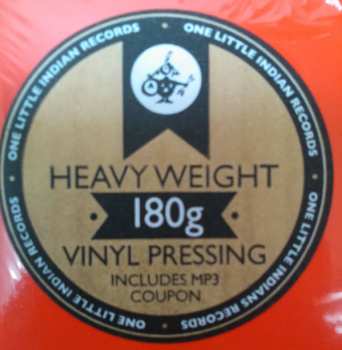 ONE LITTLE INDIAN RECORDS • ONE LITTLE INDIAN RECORDS • ONE LITTLE INDIANS RECORDS • ONE LITTLE INDIAN RECORDS •
HEAVY WEIGHT
180g
VINYL PRESSING
INCLUDES MP3
COUPON